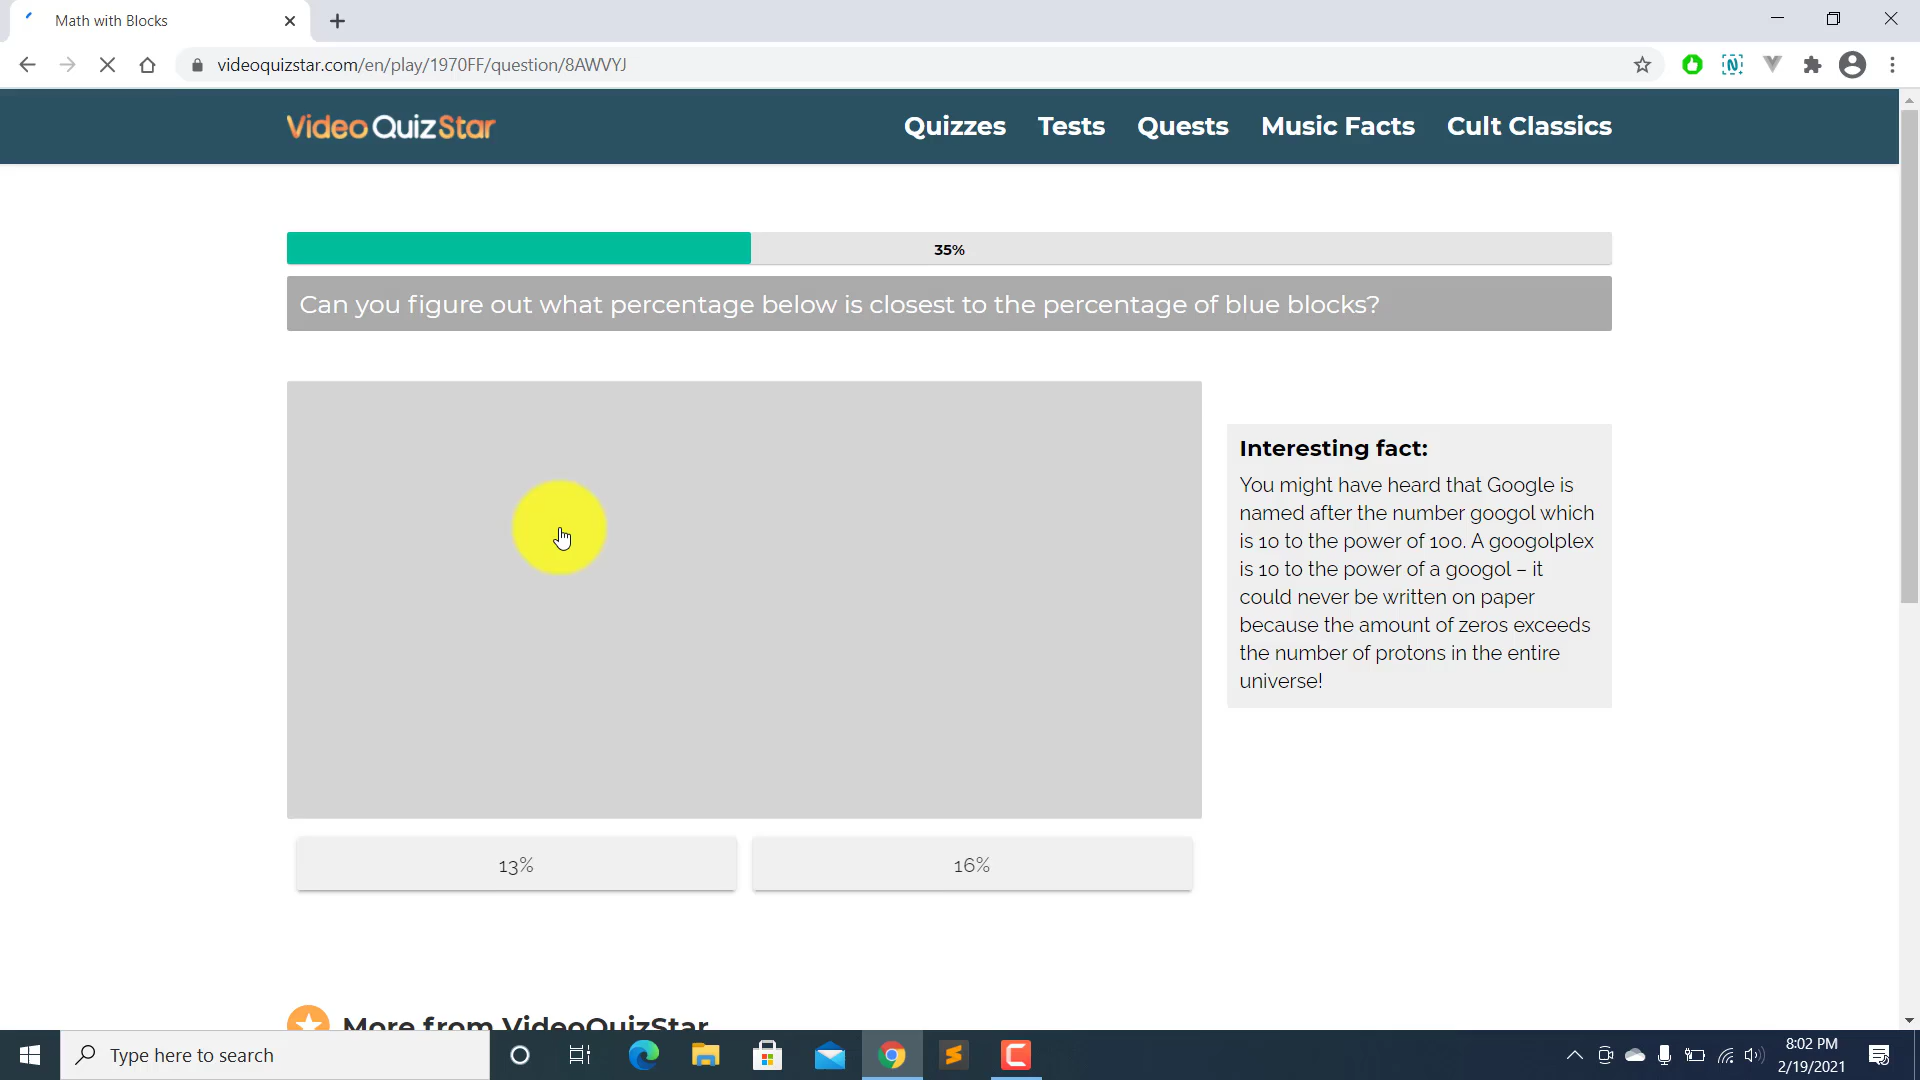 Math with Blocks
videoquizstar.com/en/play/1970FF/question/8AWVYJ
Video QuizStar
Quizzes Tests Quests Music Facts Cult Classics
35%
Can you figure out what percentage below is closest to the percentage of blue blocks?
Interesting fact:
You might have heard that Google is
named after the number googol which
is 10 to the power of 100. A googolplex
is 10 to the power of a googol – it
could never be written on paper
because the amount of zeros exceeds
the number of protons in the entire
universe!
13%
16%
More from VideoQuizStar
Type here to search
8:02 PM
2/19/2021